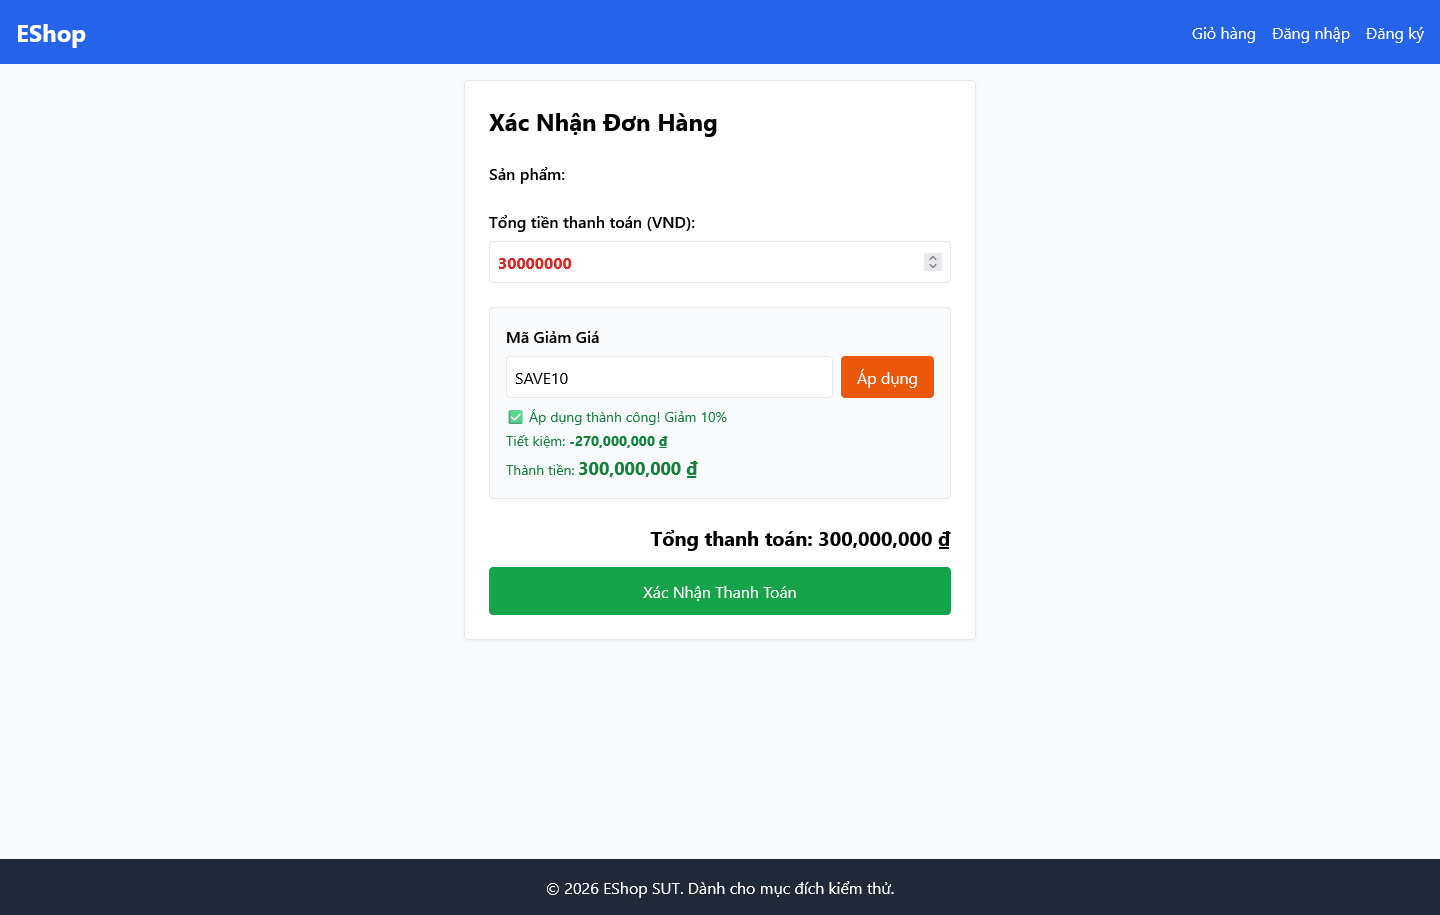 EShop
Giỏ hàng Đăng nhập Đăng ký
Xác Nhận Đơn Hàng
Sản phẩm:
Tổng tiền thanh toán (VND):
30000000
Mã Giảm Giá
SAVE10
Áp dụng
✅ Áp dụng thành công! Giảm 10%
Tiết kiệm: -270,000,000 ₫
Thành tiền: 300,000,000 ₫
Tổng thanh toán: 300,000,000 ₫
Xác Nhận Thanh Toán
© 2026 EShop SUT. Dành cho mục đích kiểm thử.